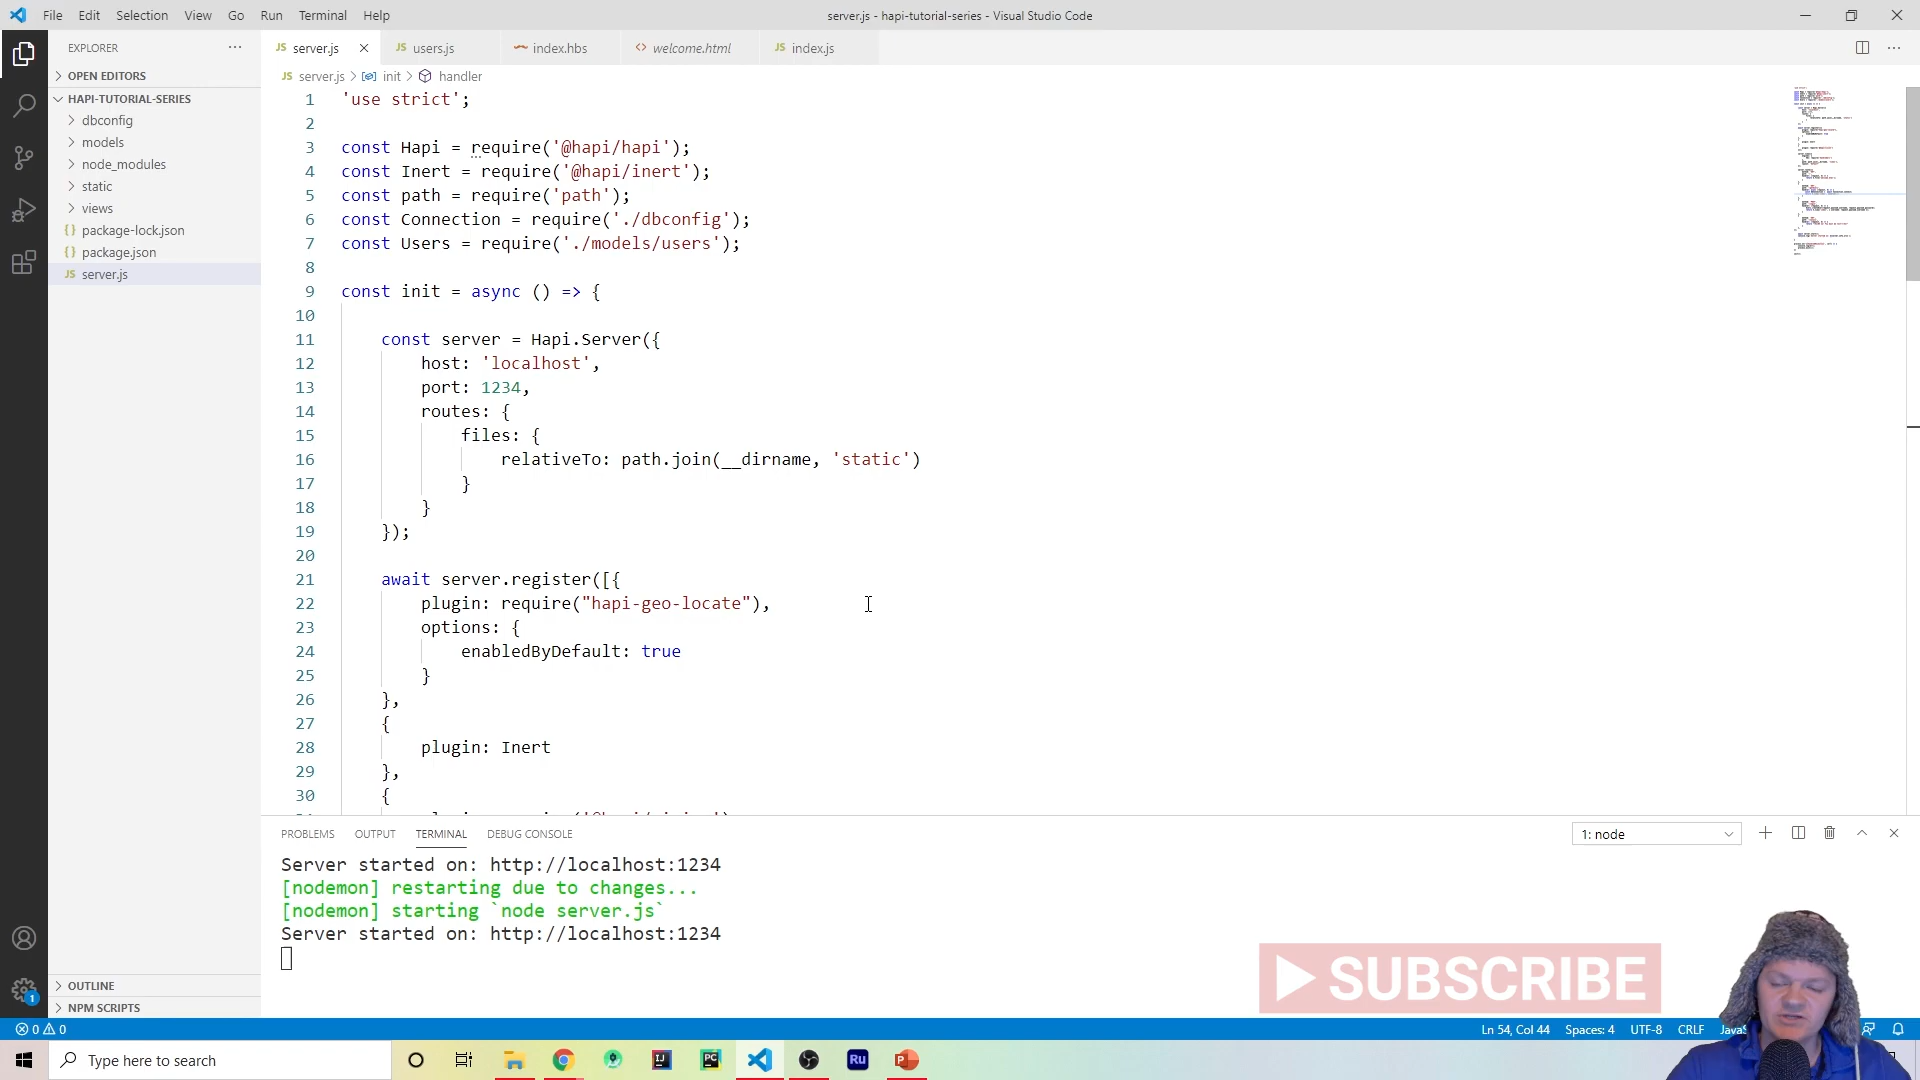 File Edit Selection View Go Run Terminal Help
server.js - hapi-tutorial-series - Visual Studio Code
EXPLORER
OPEN EDITORS
HAPI-TUTORIAL-SERIES
dbconfig
models
node_modules
static
views
{} package-lock.json
{} package.json
JS server.js
OUTLINE
NPM SCRIPTS
JS server.js
JS users.js
index.hbs
<> welcome.html
JS index.js
JS server.js > init > handler
1 'use strict';
2
3 const Hapi = require('@hapi/hapi');
4 const Inert = require('@hapi/inert');
5 const path = require('path');
6 const Connection = require('./dbconfig');
7 const Users = require('./models/users');
8
9 const init = async () => {
10
11 const server = Hapi.Server({
12 host: 'localhost',
13 port: 1234,
14 routes: {
15 files: {
16 relativeTo: path.join(__dirname, 'static')
17 }
18 }
19 });
20
21 await server.register([{
22 plugin: require("hapi-geo-locate"),
23 options: {
24 enabledByDefault: true
25 }
26 },
27 {
28 plugin: Inert
29 },
30 {
PROBLEMS OUTPUT TERMINAL DEBUG CONSOLE
1: node
Server started on: http://localhost:1234
[nodemon] restarting due to changes...
[nodemon] starting `node server.js`
Server started on: http://localhost:1234
SUBSCRIBE
1
0 0
Ln 54, Col 44 Spaces: 4 UTF-8 CRLF
Type here to search
IJ
PC
Ru
P